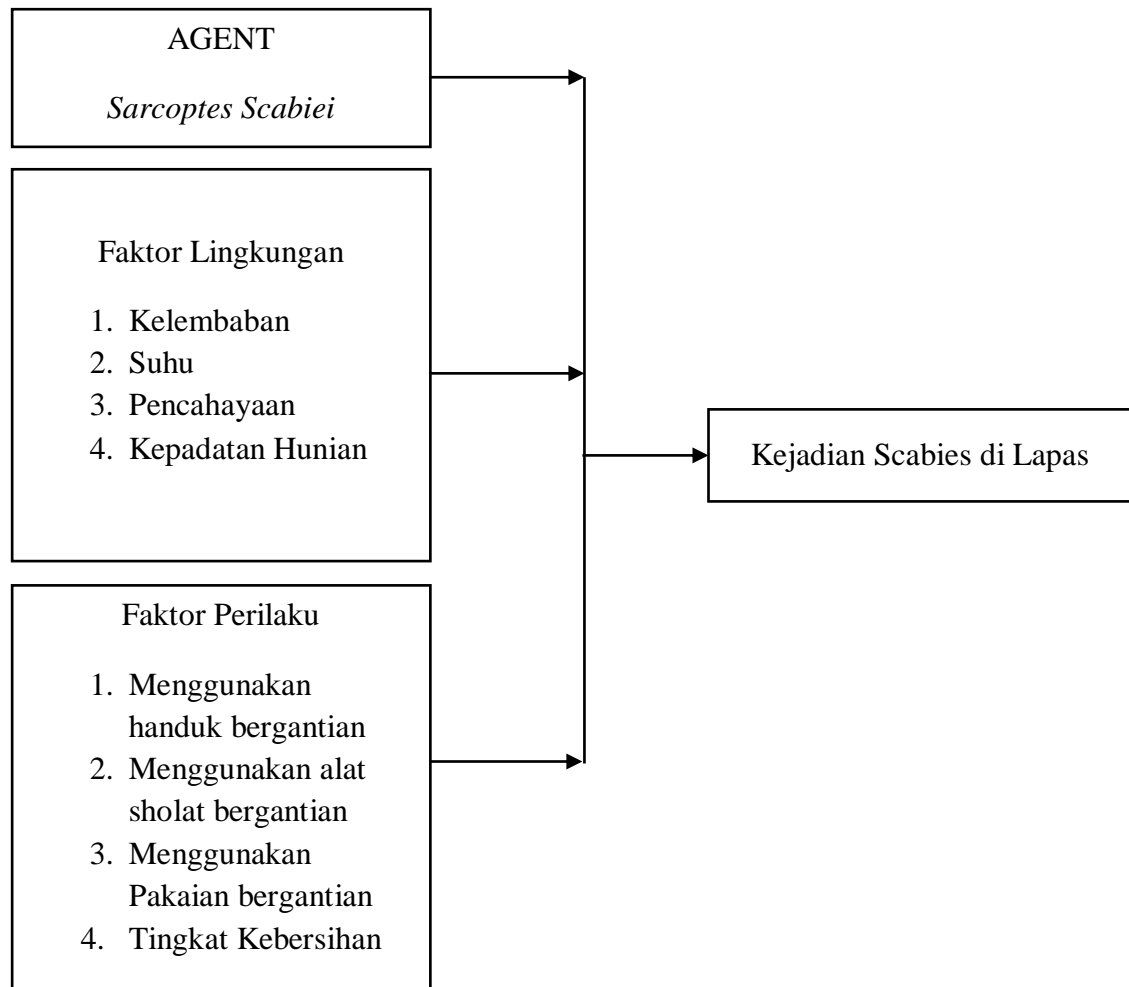 AGENT
Sarcoptes Scabiei
Faktor Lingkungan
1. Kelembaban
2. Suhu
3. Pencahayaan
4. Kepadatan Hunian
Kejadian Scabies di Lapas
Faktor Perilaku
1. Menggunakan
handuk bergantian
2. Menggunakan alat
sholat bergantian
3. Menggunakan
Pakaian bergantian
4. Tingkat Kebersihan